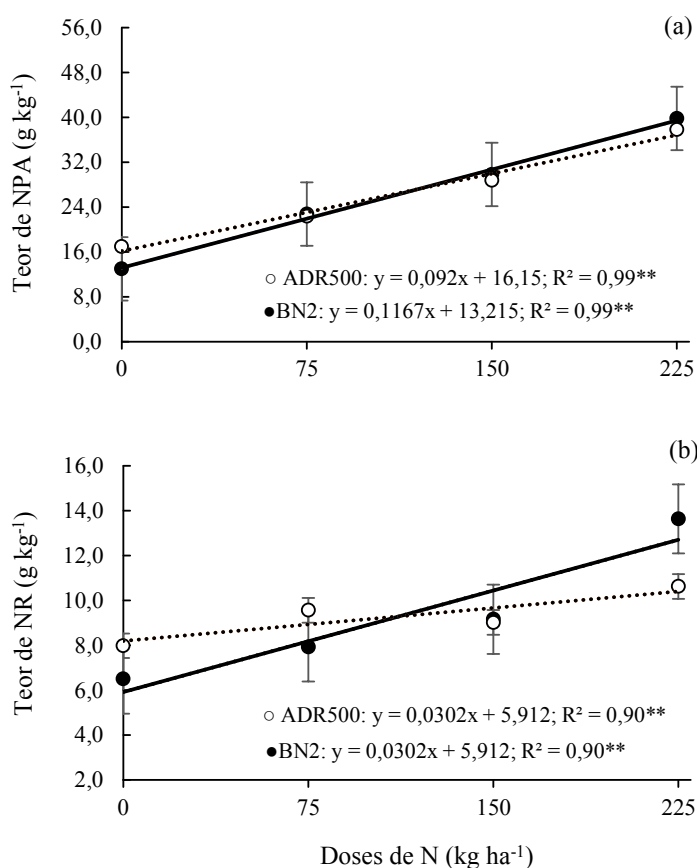 (a)
Teor de NPA (g kg⁻¹)
56,0
48,0
40,0
32,0
24,0
16,0
8,0
0,0
ADR500: y = 0,092x + 16,15; R² = 0,99**
BN2: y = 0,1167x + 13,215; R² = 0,99**
0 75 150 225
(b)
Teor de NR (g kg⁻¹)
16,0
14,0
12,0
10,0
8,0
6,0
4,0
2,0
ADR500: y = 0,0302x + 5,912; R² = 0,90**
BN2: y = 0,0302x + 5,912; R² = 0,90**
0 75 150 225
Doses de N (kg ha⁻¹)